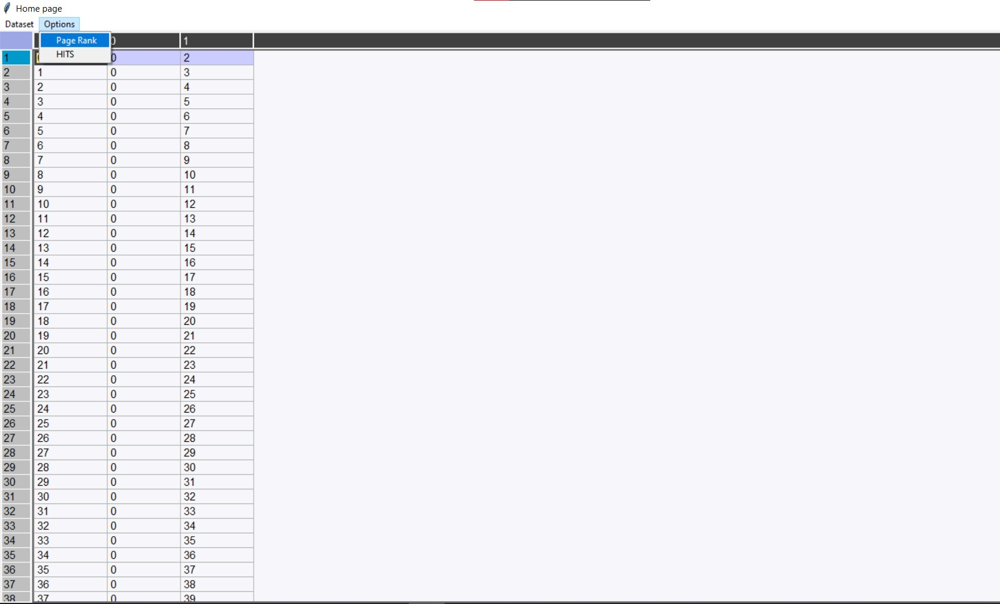 Home page
Dataset Options
Page Rank 0 1
HITS
1 0 2
2 1 0 3
3 2 0 4
4 3 0 5
5 4 0 6
6 5 0 7
7 6 0 8
8 7 0 9
9 8 0 10
10 9 0 11
11 10 0 12
12 11 0 13
13 12 0 14
14 13 0 15
15 14 0 16
16 15 0 17
17 16 0 18
18 17 0 19
19 18 0 20
20 19 0 21
21 20 0 22
22 21 0 23
23 22 0 24
24 23 0 25
25 24 0 26
26 25 0 27
27 26 0 28
28 27 0 29
29 28 0 30
30 29 0 31
31 30 0 32
32 31 0 33
33 32 0 34
34 33 0 35
35 34 0 36
36 35 0 37
37 36 0 38
38 37 0 39